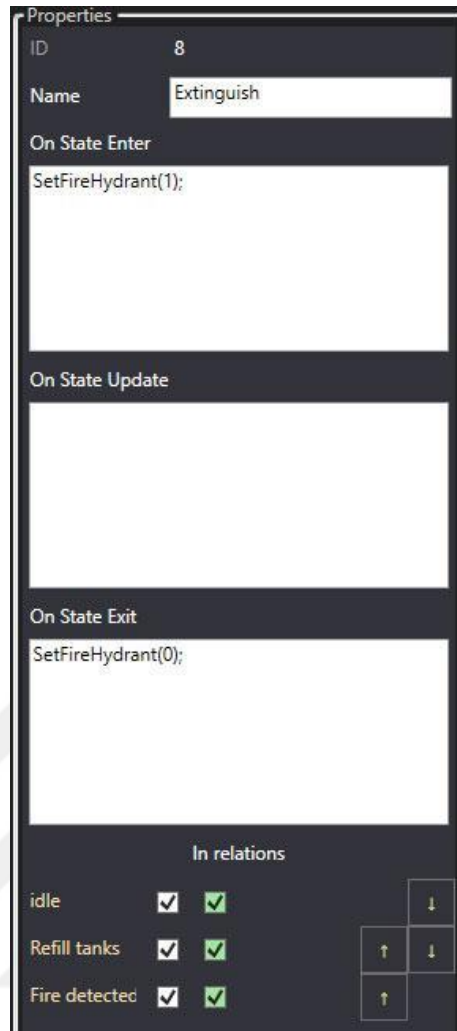 Properties
ID 8
Name Extinguish
On State Enter
SetFireHydrant(1);
On State Update
On State Exit
SetFireHydrant(0);
In relations
idle ↓
Refill tanks ↑ ↓
Fire detected ↑